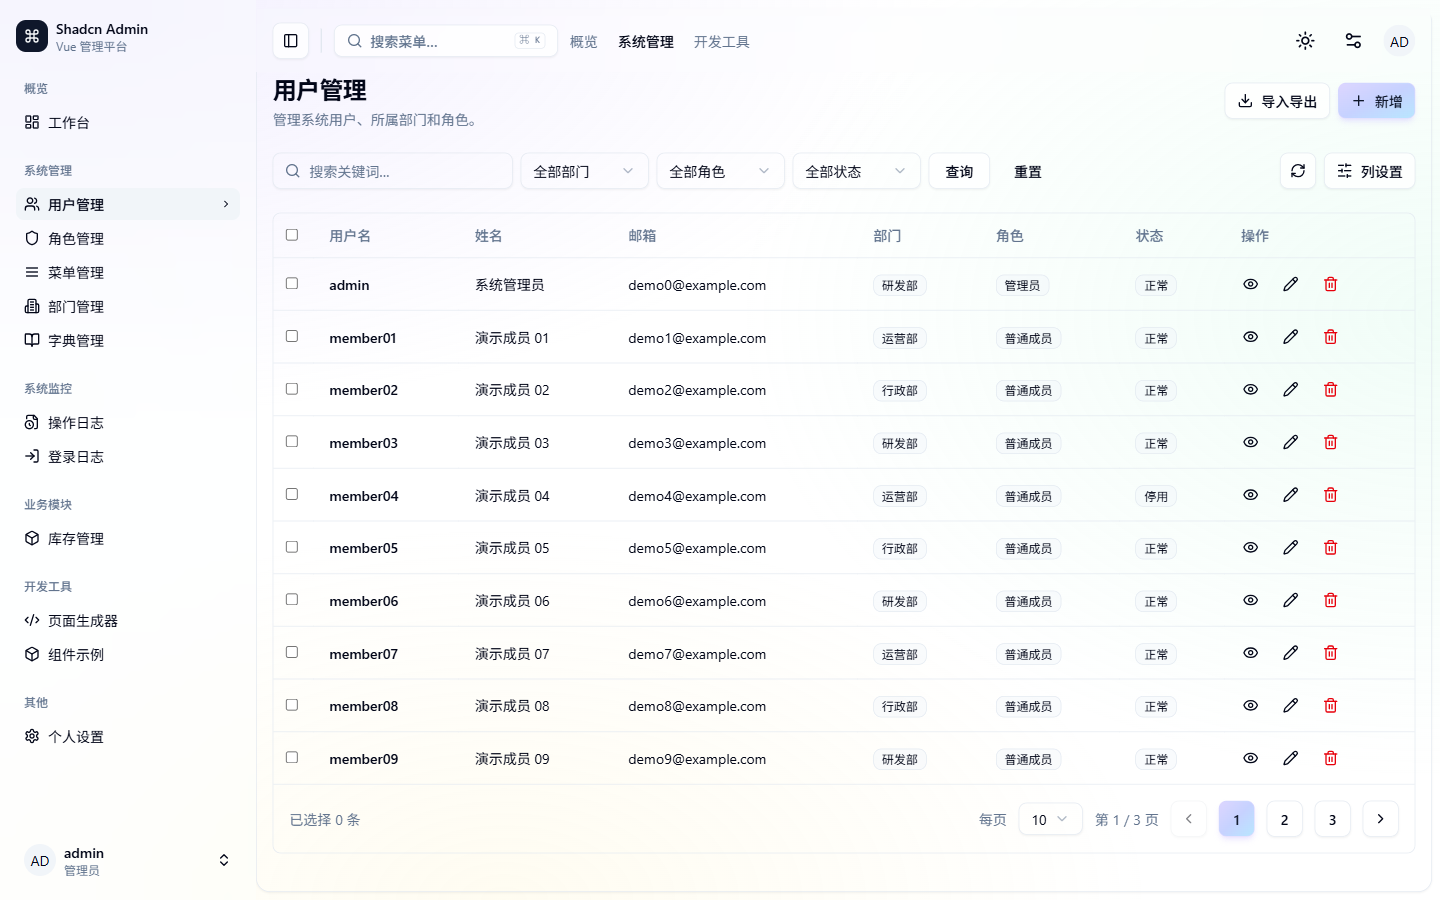 Shadcn Admin
Vue 管理平台
概览
工作台
系统管理
用户管理
角色管理
菜单管理
部门管理
字典管理
系统监控
操作日志
登录日志
业务模块
库存管理
开发工具
页面生成器
组件示例
其他
个人设置
AD
admin
管理员
搜索菜单...
⌘ K
概览 系统管理 开发工具
AD
用户管理
管理系统用户、所属部门和角色。
导入导出
新增
搜索关键词...
全部部门
全部角色
全部状态
查询
重置
列设置
用户名 姓名 邮箱 部门 角色 状态 操作
admin 系统管理员 demo0@example.com 研发部 管理员 正常
member01 演示成员 01 demo1@example.com 运营部 普通成员 正常
member02 演示成员 02 demo2@example.com 行政部 普通成员 正常
member03 演示成员 03 demo3@example.com 研发部 普通成员 正常
member04 演示成员 04 demo4@example.com 运营部 普通成员 停用
member05 演示成员 05 demo5@example.com 行政部 普通成员 正常
member06 演示成员 06 demo6@example.com 研发部 普通成员 正常
member07 演示成员 07 demo7@example.com 运营部 普通成员 正常
member08 演示成员 08 demo8@example.com 行政部 普通成员 正常
member09 演示成员 09 demo9@example.com 研发部 普通成员 正常
已选择 0 条
每页 10 第 1 / 3 页 1 2 3